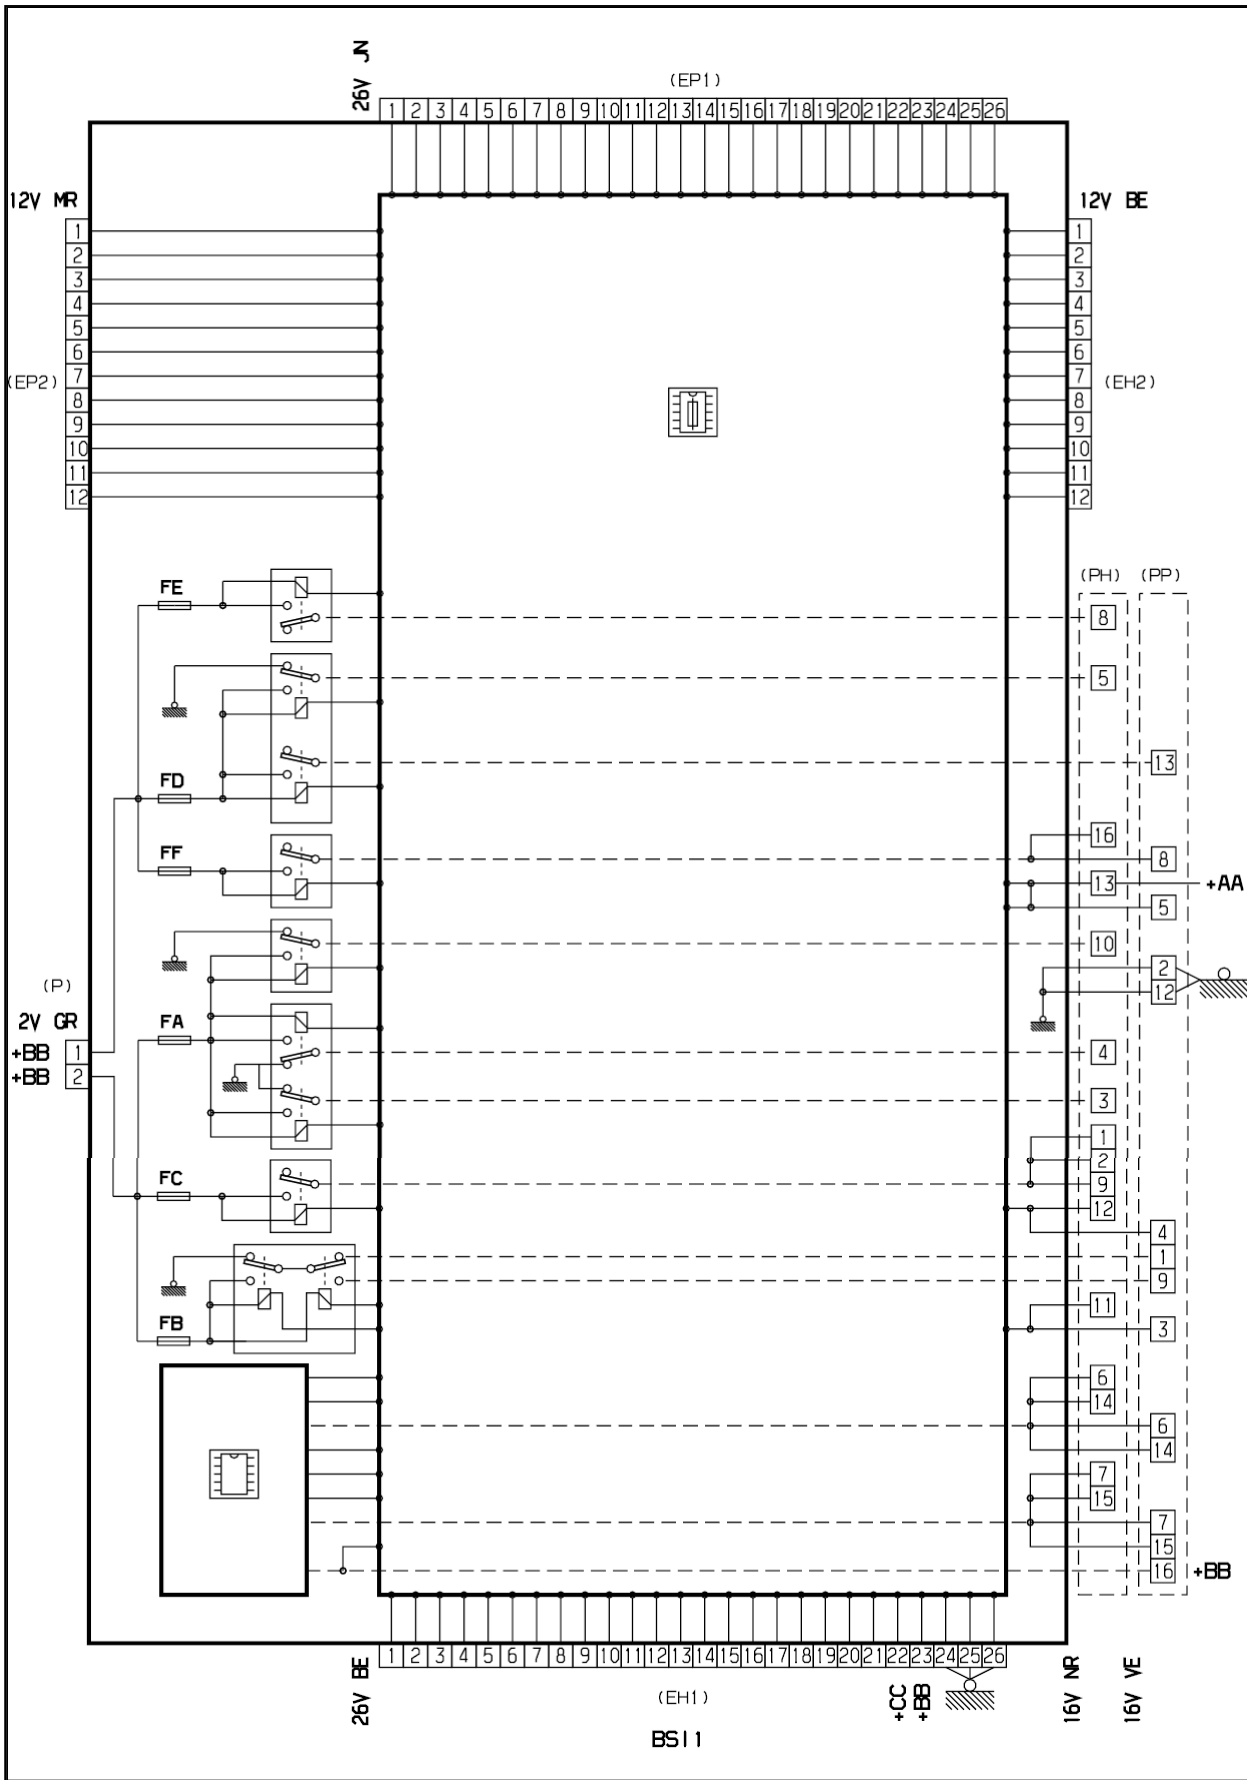 26V JN
(EP1)
1 2 3 4 5 6 7 8 9 10 11 12 13 14 15 16 17 18 19 20 21 22 23 24 25 26
12V MR
12V BE
1
2
3
4
5
6
7
8
9
10
11
12
(EP2)
1
2
3
4
5
6
7
8
9
10
11
12
(EH2)
(PH) (PP)
FE
8
5
13
FD
16
FF
8
13
+AA
5
10
2
12
(P)
2V GR
FA
+BB 1
+BB 2
4
3
1
2
FC
9
12
4
1
9
11
FB
3
6
14
6
14
7
15
7
15
16 +BB
26V BE
1 2 3 4 5 6 7 8 9 10 11 12 13 14 15 16 17 18 19 20 21 22 23 24 25 26
(EH1)
+CC
+BB
16V NR
16V VE
BSI1